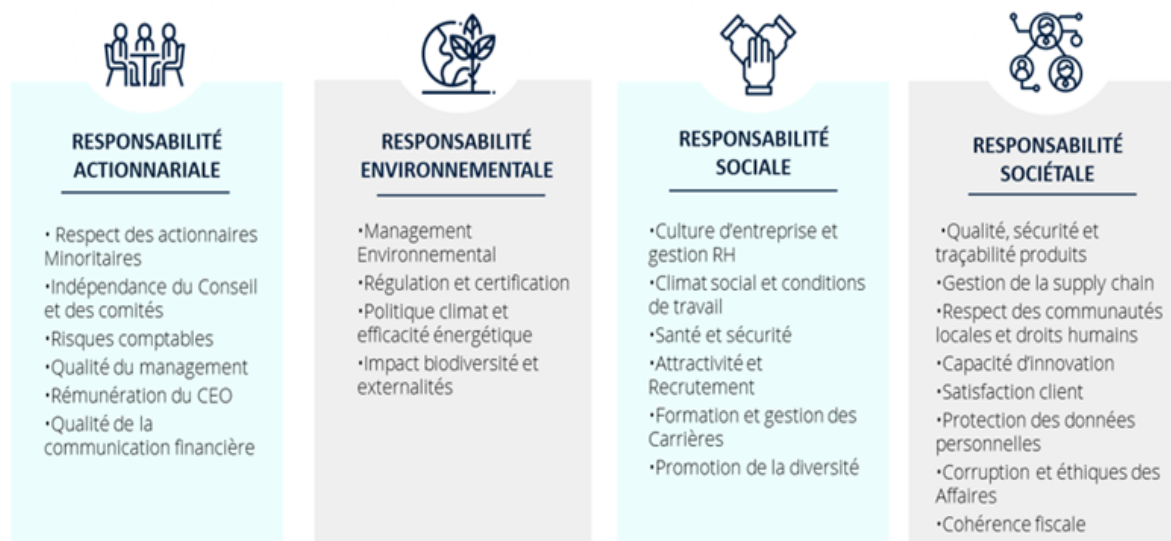 RESPONSABILITÉ
ACTIONNARIALE
• Respect des actionnaires
Minoritaires
•Indépendance du Conseil
et des comités
•Risques comptables
•Qualité du management
•Rémunération du CEO
•Qualité de la
communication financière
RESPONSABILITÉ
ENVIRONNEMENTALE
•Management
Environnemental
•Régulation et certification
•Politique climat et
efficacité énergétique
•Impact biodiversité et
externalités
RESPONSABILITÉ
SOCIALE
•Culture d’entreprise et
gestion RH
•Climat social et conditions
de travail
•Santé et sécurité
•Attractivité et
Recrutement
•Formation et gestion des
Carrières
•Promotion de la diversité
RESPONSABILITÉ
SOCIÉTALE
•Qualité, sécurité et
traçabilité produits
•Gestion de la supply chain
•Respect des communautés
locales et droits humains
•Capacité d’innovation
•Satisfaction client
•Protection des données
personnelles
•Corruption et éthiques des
Affaires
•Cohérence fiscale